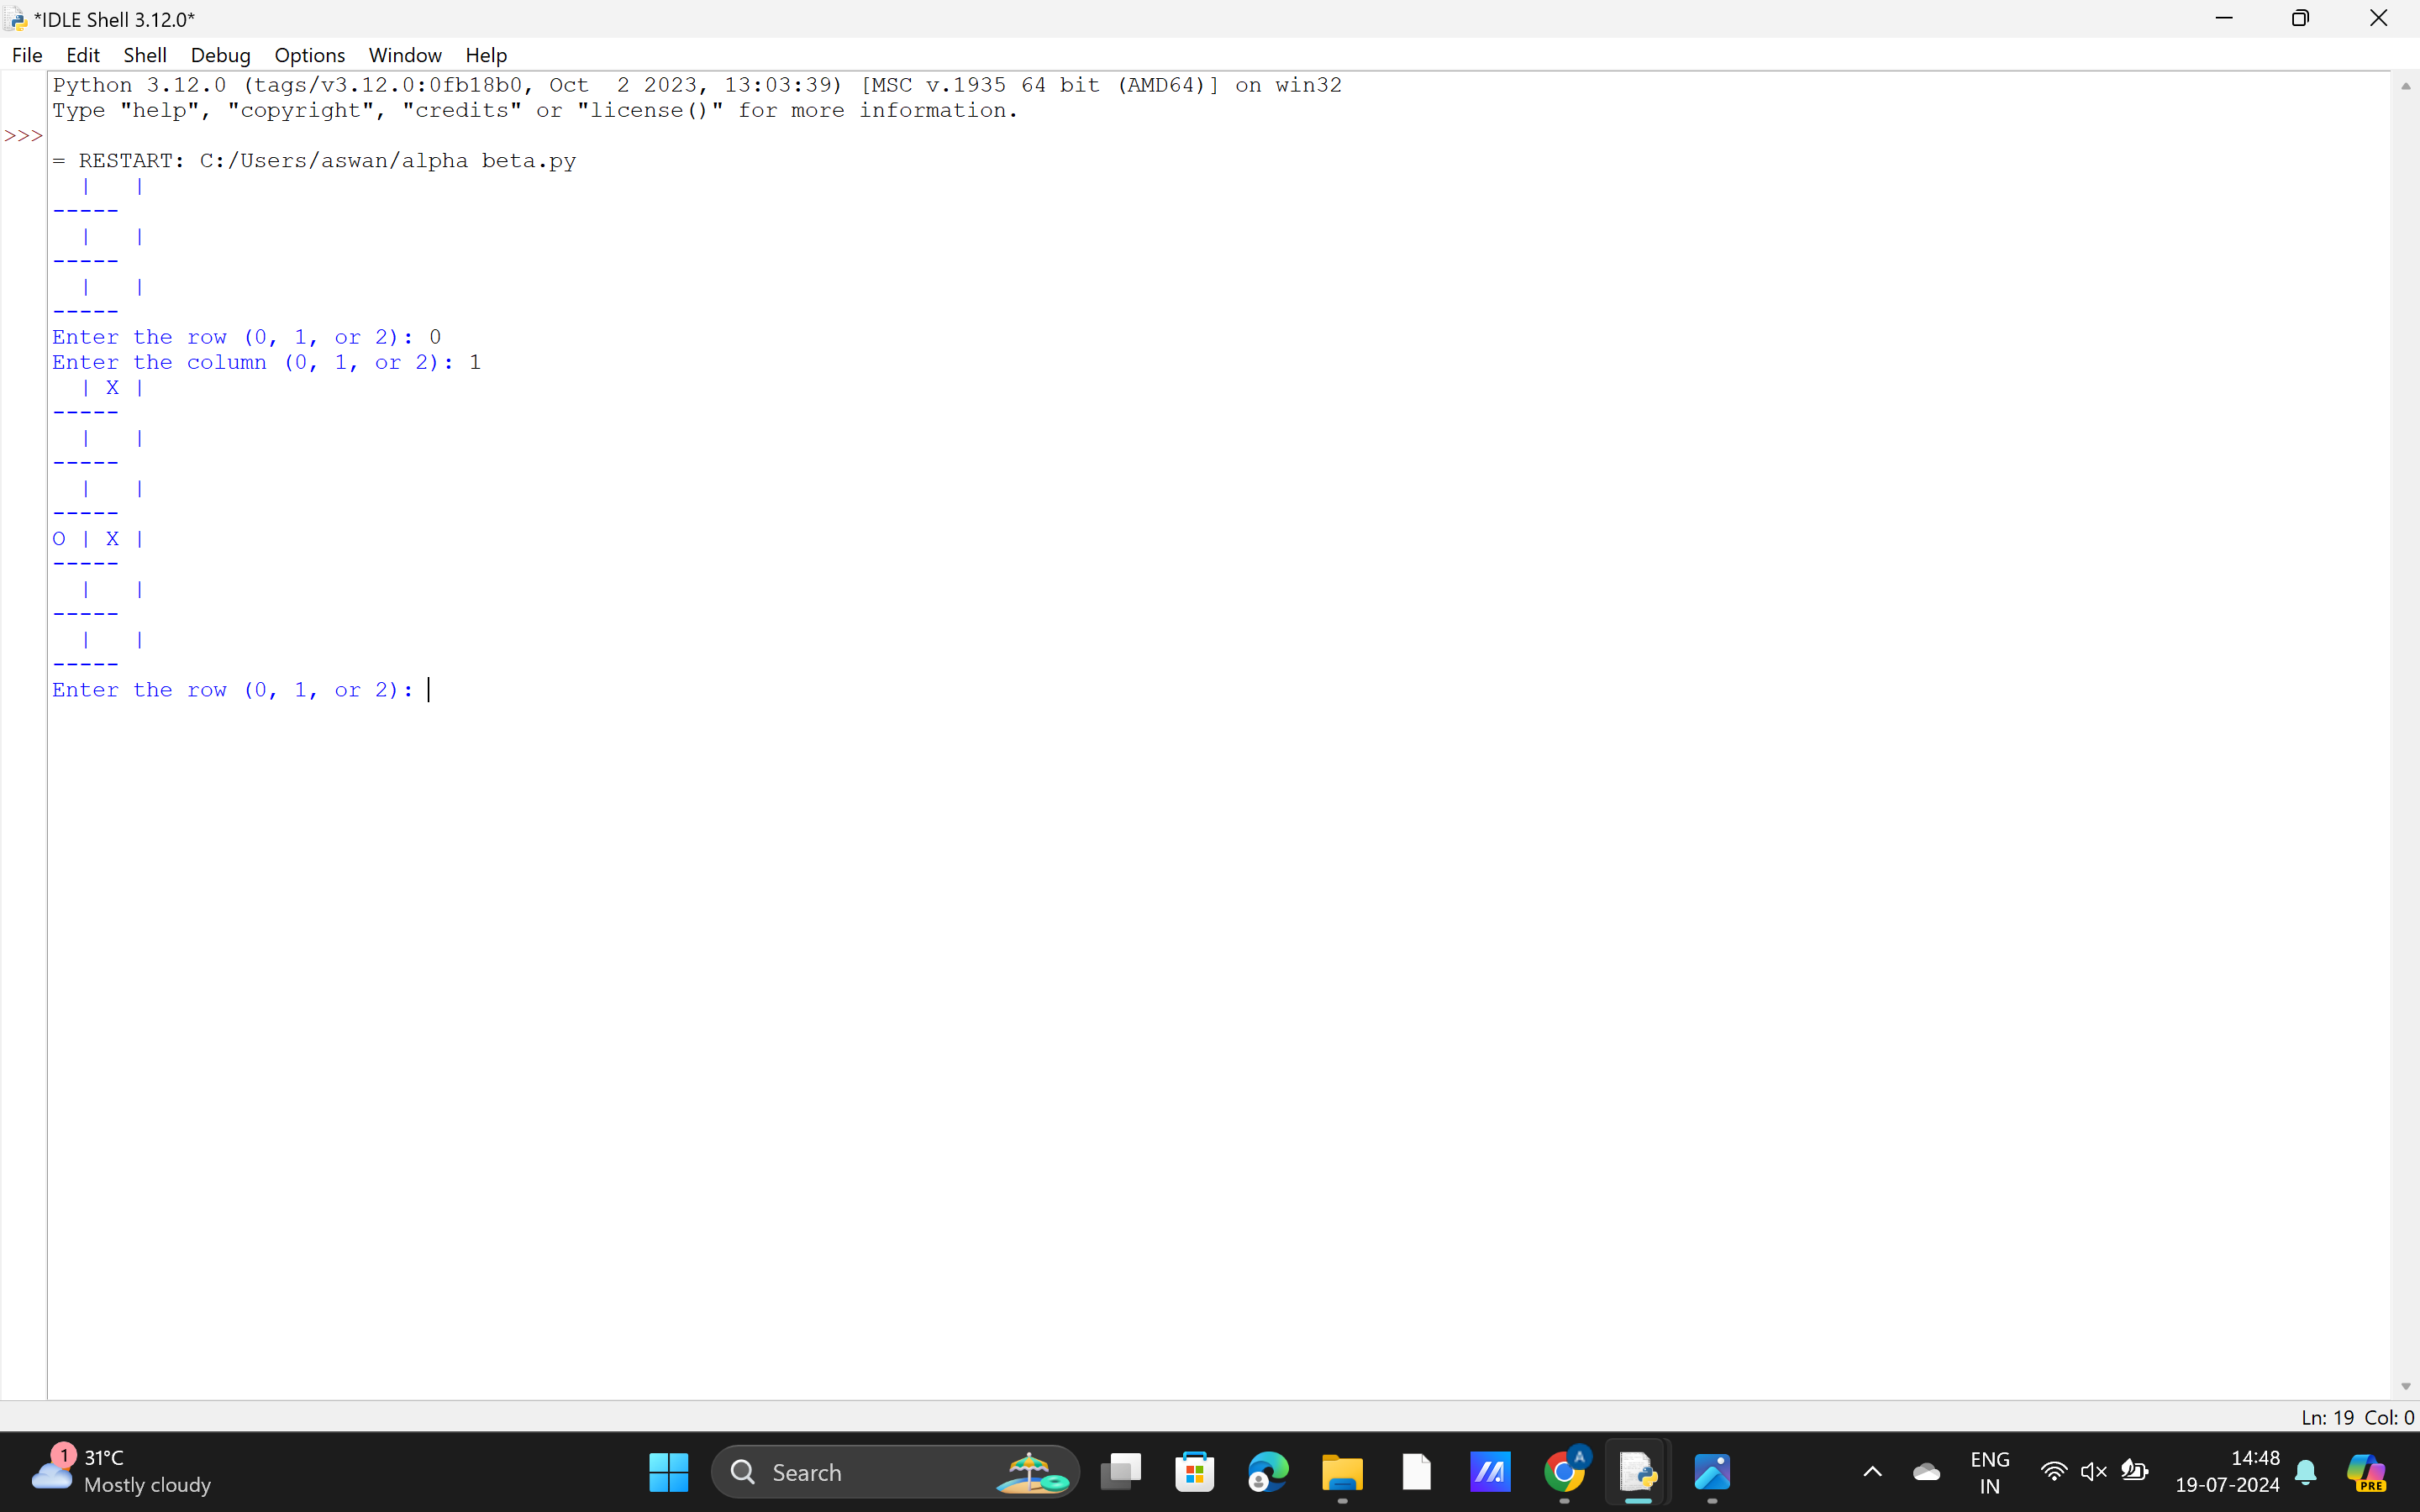 *IDLE Shell 3.12.0*
File Edit Shell Debug Options Window Help
Python 3.12.0 (tags/v3.12.0:0fb18b0, Oct  2 2023, 13:03:39) [MSC v.1935 64 bit (AMD64)] on win32
Type "help", "copyright", "credits" or "license()" for more information.
>>>
= RESTART: C:/Users/aswan/alpha beta.py
  |   |
-----
  |   |
-----
  |   |
-----
Enter the row (0, 1, or 2): 0
Enter the column (0, 1, or 2): 1
  | X |
-----
  |   |
-----
  |   |
-----
O | X |
-----
  |   |
-----
  |   |
-----
Enter the row (0, 1, or 2):
Ln: 19 Col: 0
1
31°C
Mostly cloudy
Search
A
ENG
IN
14:48
19-07-2024
PRE